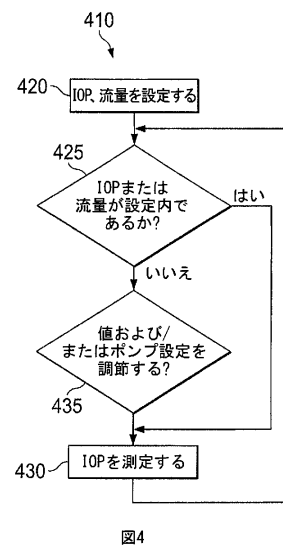 410
420
IOP、流量を設定する
425
IOPまたは
流量が設定内で
あるか?
はい
いいえ
値および/
またはポンプ設定を
調節する?
435
430
IOPを測定する
図4